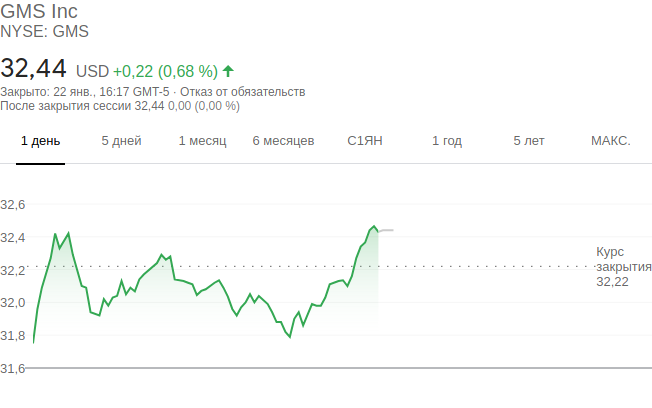 GMS Inc
NYSE: GMS
32,44 USD +0,22 (0,68 %)
Закрыто: 22 янв., 16:17 GMT-5 · Отказ от обязательств
После закрытия сессии 32,44 0,00 (0,00 %)
1 день 5 дней 1 месяц 6 месяцев С1ЯН 1 год 5 лет МАКС.
32,6
32,4
32,2
32,0
31,8
31,6
Курс
закрытия
32,22